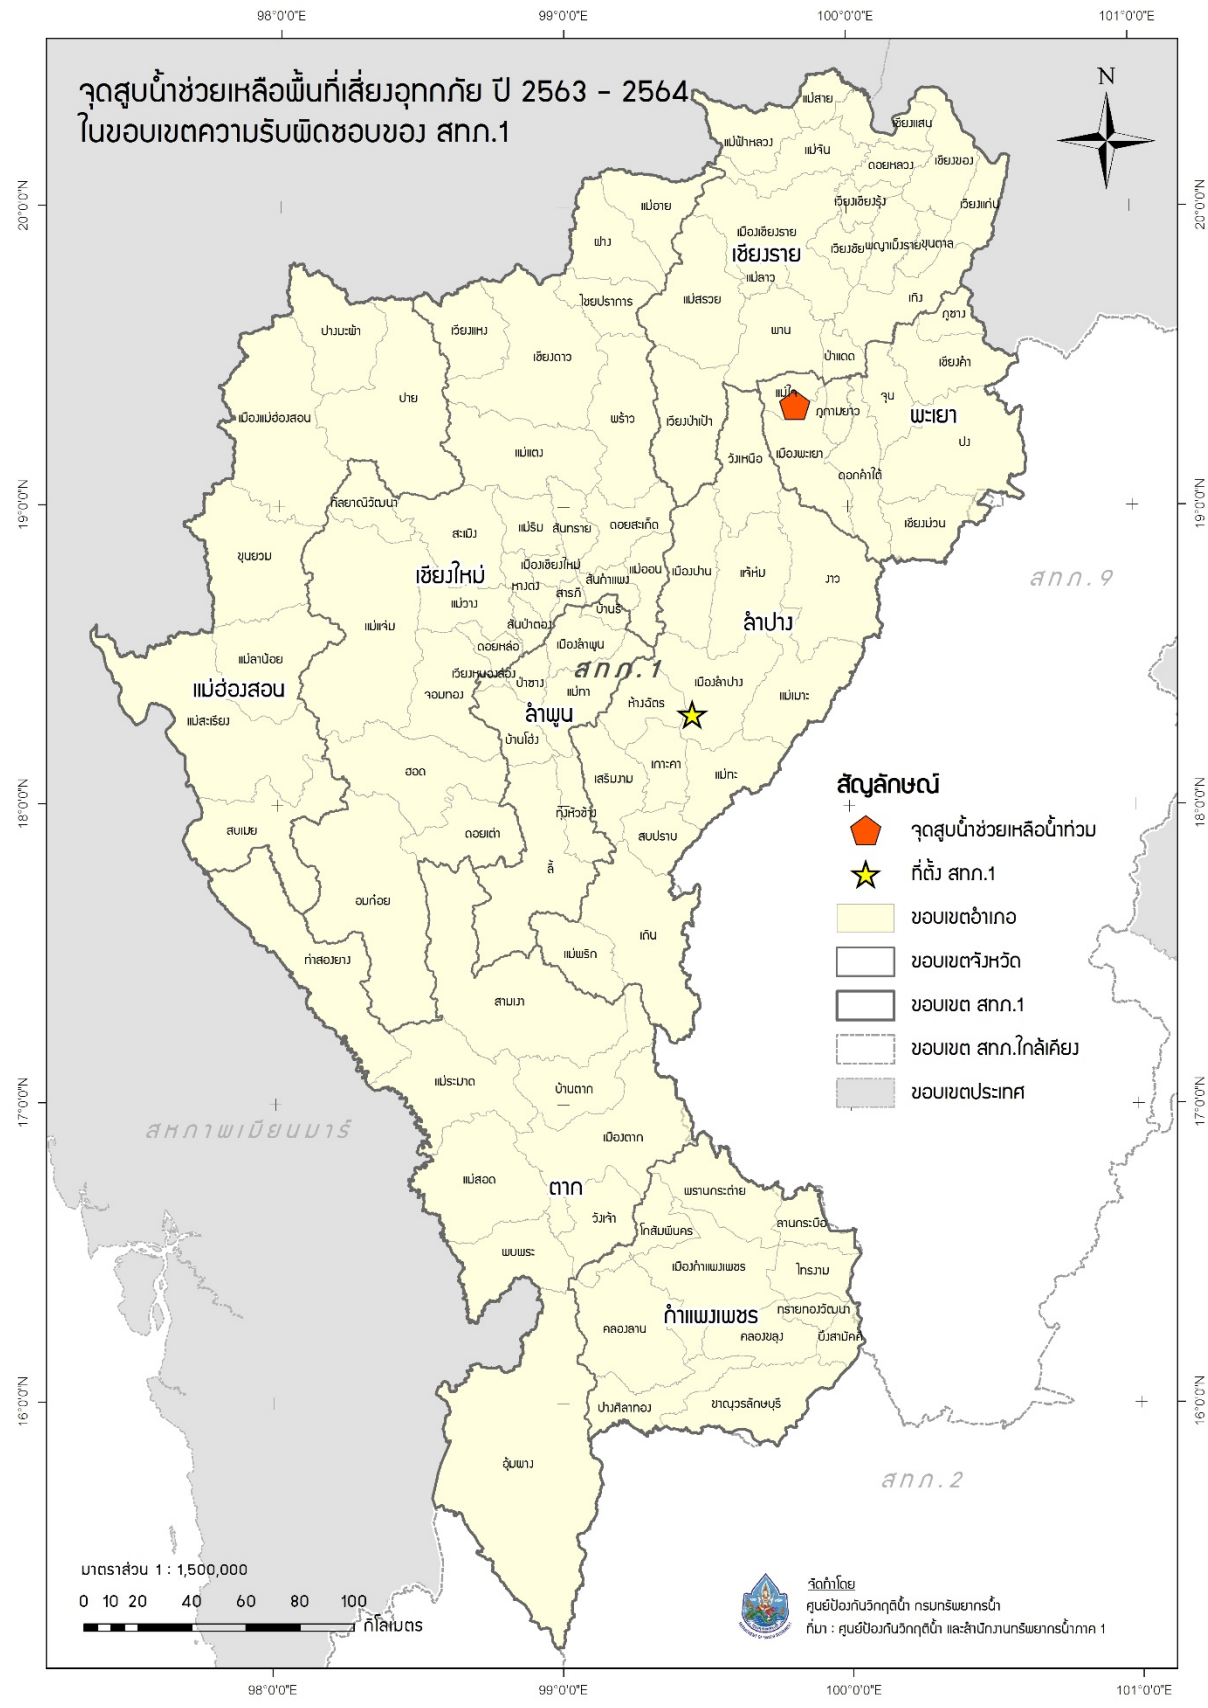 98°0'0"E
99°0'0"E
100°0'0"E
101°0'0"E
จุดสูบน้ำช่วยเหลือพื้นที่เสี่ยงอุทกภัย ปี 2563 - 2564
ในขอบเขตความรับผิดชอบของ สทภ.1
N
แม่สาย
เชียงแสน
แม่ฟ้าหลวง
แม่จัน
ดอยหลวง
เชียงของ
20°0'0"N
20°0'0"N
แม่อาย
เวียงเชียงรุ้ง
เวียงแก่น
ฝาง
เมืองเชียงราย
เชียงราย
เวียงชัย
พญาเม็งราย
ขุนตาล
แม่ลาว
ไชยปราการ
แม่สรวย
เทิง
ภูซาง
ปางมะผ้า
เวียงแหง
เชียงดาว
พาน
ป่าแดด
เชียงคำ
ปาย
แม่ใจ
ภูกามยาว
จุน
พะเยา
เมืองแม่ฮ่องสอน
พร้าว
เวียงป่าเป้า
ปง
แม่แตง
วังเหนือ
เมืองพะเยา
ดอกคำใต้
19°0'0"N
19°0'0"N
กัลยาณิวัฒนา
สะเมิง
แม่ริม
สันทราย
ดอยสะเก็ด
เชียงม่วน
ขุนยวม
เชียงใหม่
เมืองเชียงใหม่
แม่ออน
เมืองปาน
แจ้ห่ม
งาว
สทภ.9
หางดง
สันกำแพง
สารภี
แม่วาง
บ้านธิ
แม่แจ่ม
สันป่าตอง
ลำปาง
ดอยหล่อ
เมืองลำพูน
แม่ลาน้อย
เวียงหนองล่อง
สทภ.1
แม่ฮ่องสอน
จอมทอง
ป่าซาง
แม่ทา
เมืองลำปาง
แม่เมาะ
แม่สะเรียง
ลำพูน
ห้างฉัตร
บ้านโฮ่ง
ฮอด
เสริมงาม
เกาะคา
แม่ทะ
สัญลักษณ์
18°0'0"N
18°0'0"N
สบเมย
ดอยเต่า
ทุ่งหัวช้าง
สบปราบ
จุดสูบน้ำช่วยเหลือน้ำท่วม
ลี้
ที่ตั้ง สทภ.1
อมก๋อย
ขอบเขตอำเภอ
ท่าสองยาง
แม่พริก
เถิน
ขอบเขตจังหวัด
สามเงา
ขอบเขต สทภ.1
ขอบเขต สทภ.ใกล้เคียง
แม่ระมาด
บ้านตาก
ขอบเขตประเทศ
17°0'0"N
17°0'0"N
สหภาพเมียนมาร์
เมืองตาก
แม่สอด
ตาก
พรานกระต่าย
วังเจ้า
โกสัมพีนคร
ลานกระบือ
พบพระ
เมืองกำแพงเพชร
ไทรงาม
กำแพงเพชร
ทรายทองวัฒนา
คลองลาน
คลองขลุง
บึงสามัคคี
16°0'0"N
16°0'0"N
ปางศิลาทอง
ขาณุวรลักษบุรี
อุ้มผาง
สทภ.2
มาตราส่วน 1 : 1,500,000
0 10 20 40 60 80 100
กิโลเมตร
จัดทำโดย
ศูนย์ป้องกันวิกฤติน้ำ กรมทรัพยากรน้ำ
ที่มา : ศูนย์ป้องกันวิกฤติน้ำ และสำนักงานทรัพยากรน้ำภาค 1
98°0'0"E
99°0'0"E
100°0'0"E
101°0'0"E